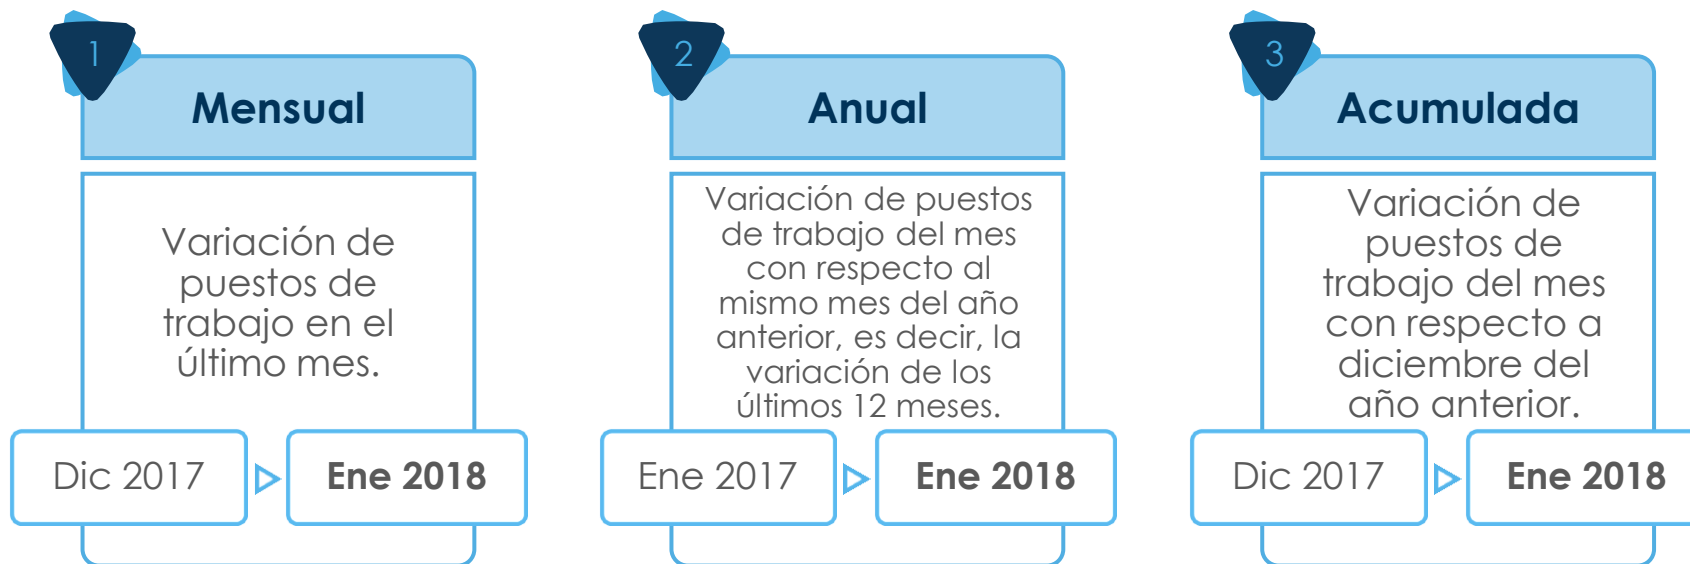 1
Mensual
Variación de
puestos de
trabajo en el
último mes.
Dic 2017
Ene 2018
2
Anual
Variación de puestos
de trabajo del mes
con respecto al
mismo mes del año
anterior, es decir, la
variación de los
últimos 12 meses.
Ene 2017
Ene 2018
3
Acumulada
Variación de
puestos de
trabajo del mes
con respecto a
diciembre del
año anterior.
Dic 2017
Ene 2018